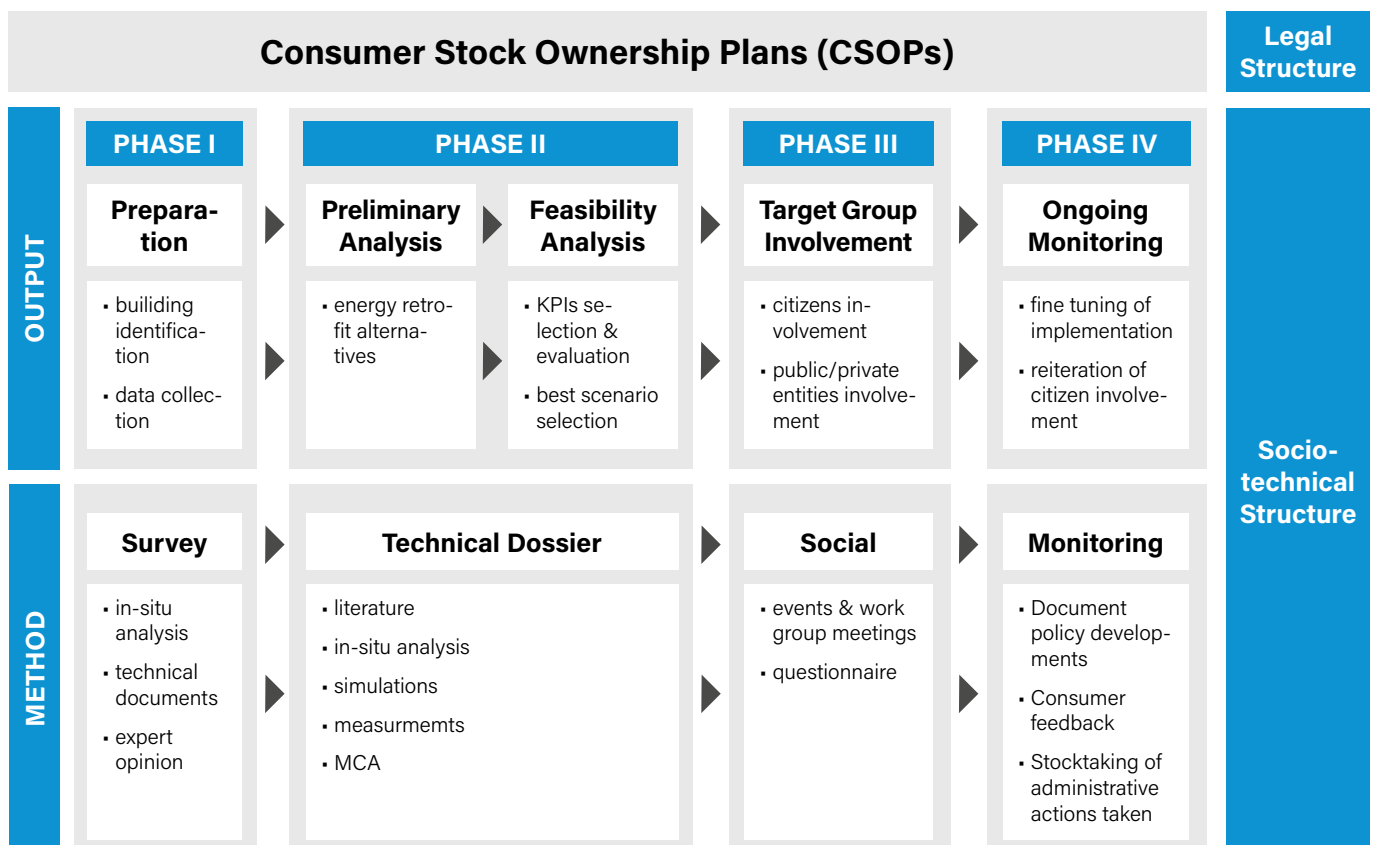 Consumer Stock Ownership Plans (CSOPs)
Legal
Structure
OUTPUT
PHASE I
Prepara-
tion
▪ builiding
identifica-
tion
▪ data collec-
tion
PHASE II
Preliminary
Analysis
▪ energy retro-
fit alterna-
tives
Feasibility
Analysis
▪ KPIs se-
lection &
evaluation
▪ best scenario
selection
PHASE III
Target Group
Involvement
▪ citizens in-
volvement
▪ public/private
entities involve-
ment
PHASE IV
Ongoing
Monitoring
▪ fine tuning of
implementation
▪ reiteration of
citizen involve-
ment
METHOD
Survey
▪ in-situ
analysis
▪ technical
documents
▪ expert
opinion
Technical Dossier
▪ literature
▪ in-situ analysis
▪ simulations
▪ measurmemts
▪ MCA
Social
▪ events & work
group meetings
▪ questionnaire
Monitoring
▪ Document
policy develop-
ments
▪ Consumer
feedback
▪ Stocktaking of
administrative
actions taken
Socio-
technical
Structure